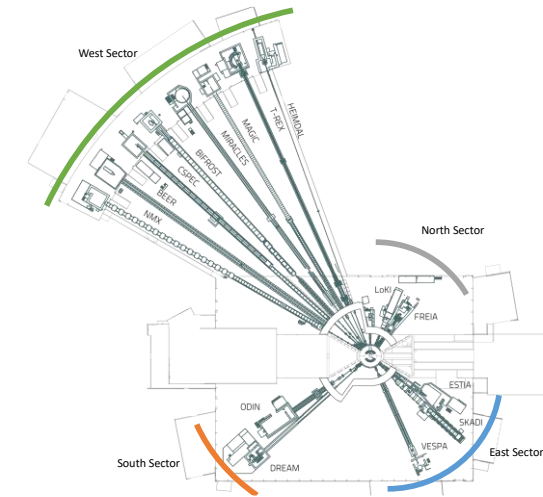 West Sector
HEIMDAL
T-REX
MAGIC
MIRACLES
BIFROST
CSPEC
BEER
NMX
North Sector
LoKI
FREIA
ESTIA
SKADI
VESPA
East Sector
ODIN
DREAM
South Sector